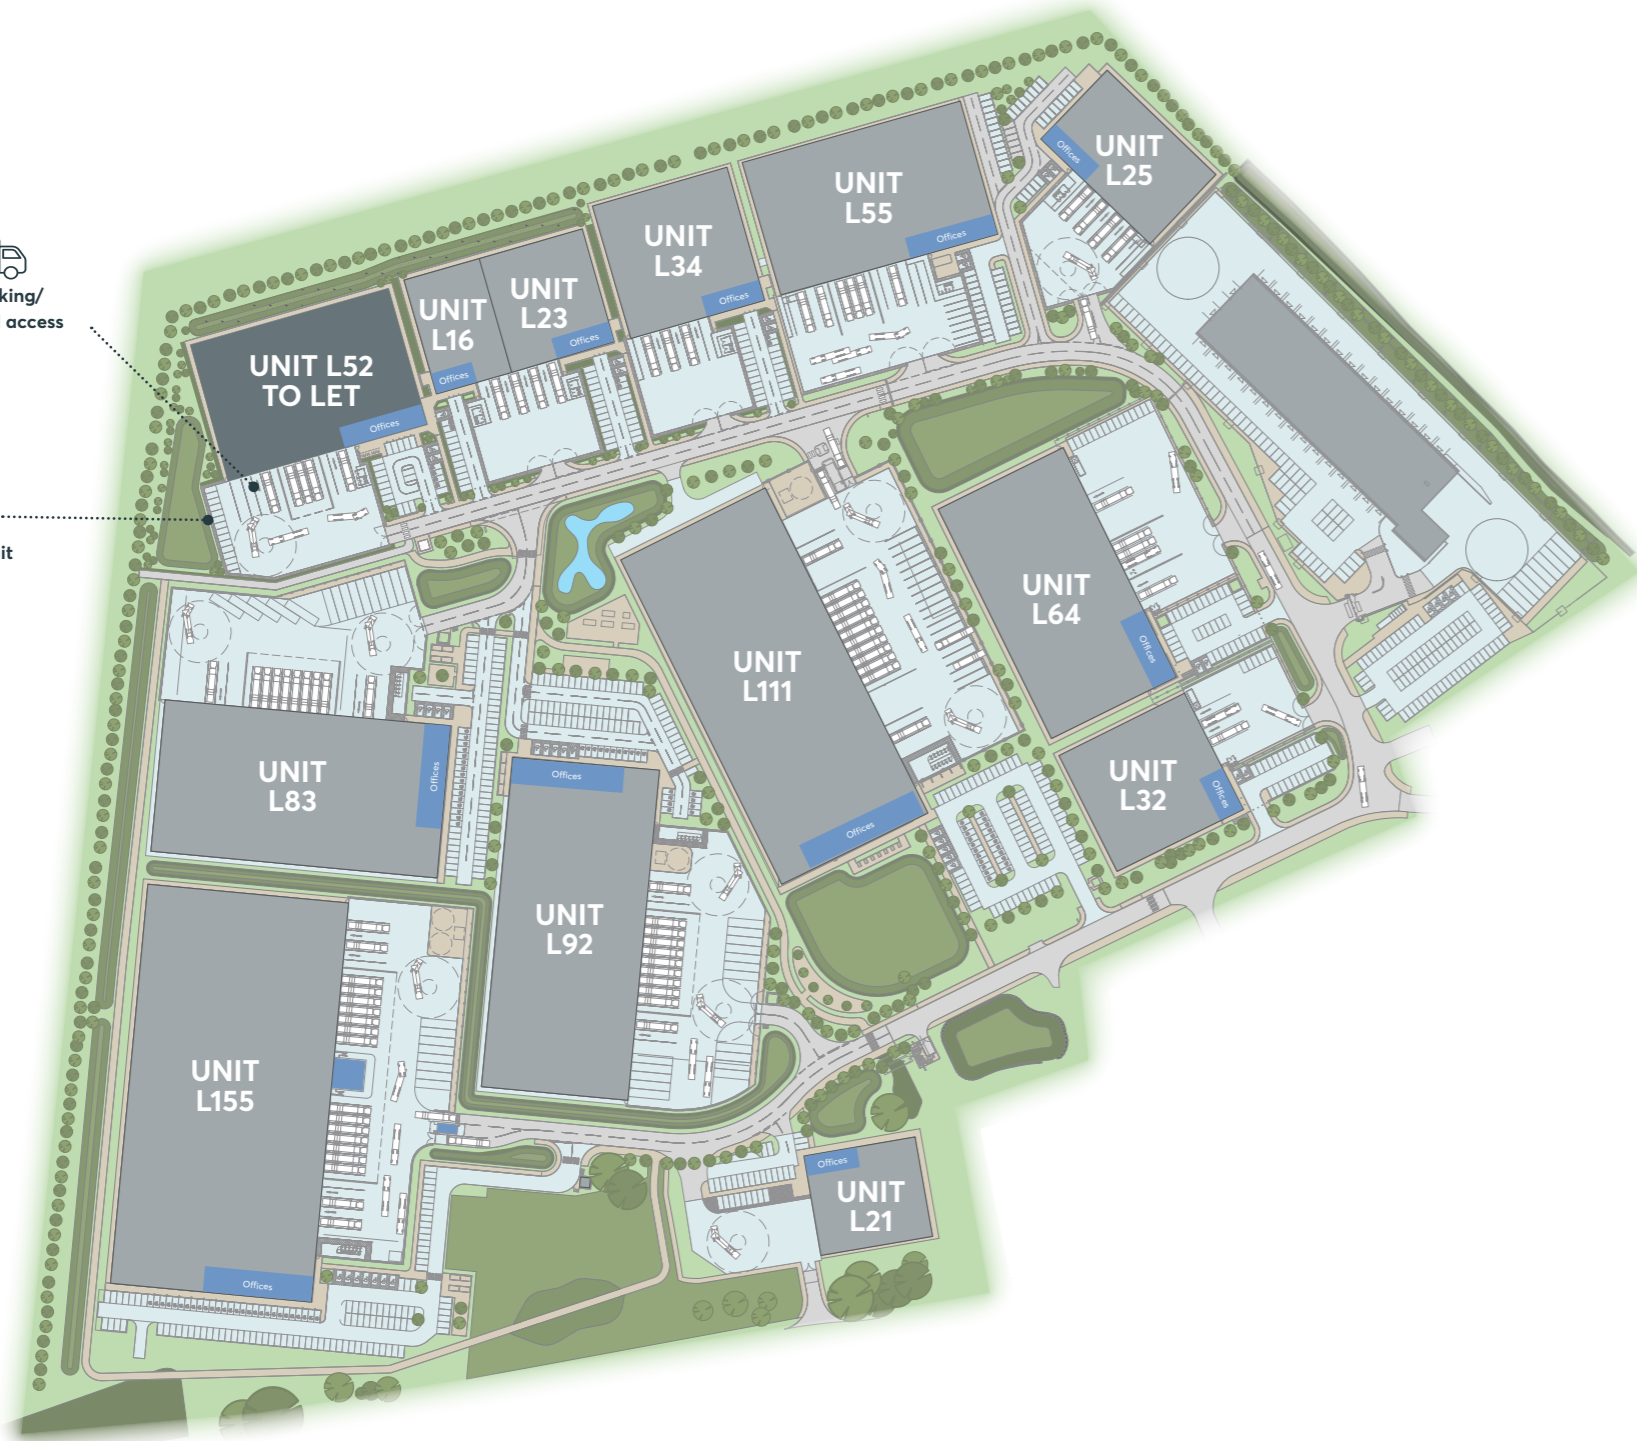 UNIT
L25
Offices
UNIT
L55
Offices
UNIT
L34
Offices
UNIT
L23
Offices
UNIT
L16
Offices
king/
access
UNIT L52
TO LET
Offices
it
UNIT
L111
Offices
UNIT
L64
Offices
UNIT
L32
Offices
UNIT
L83
Offices
UNIT
L92
Offices
UNIT
L155
Offices
UNIT
L21
Offices